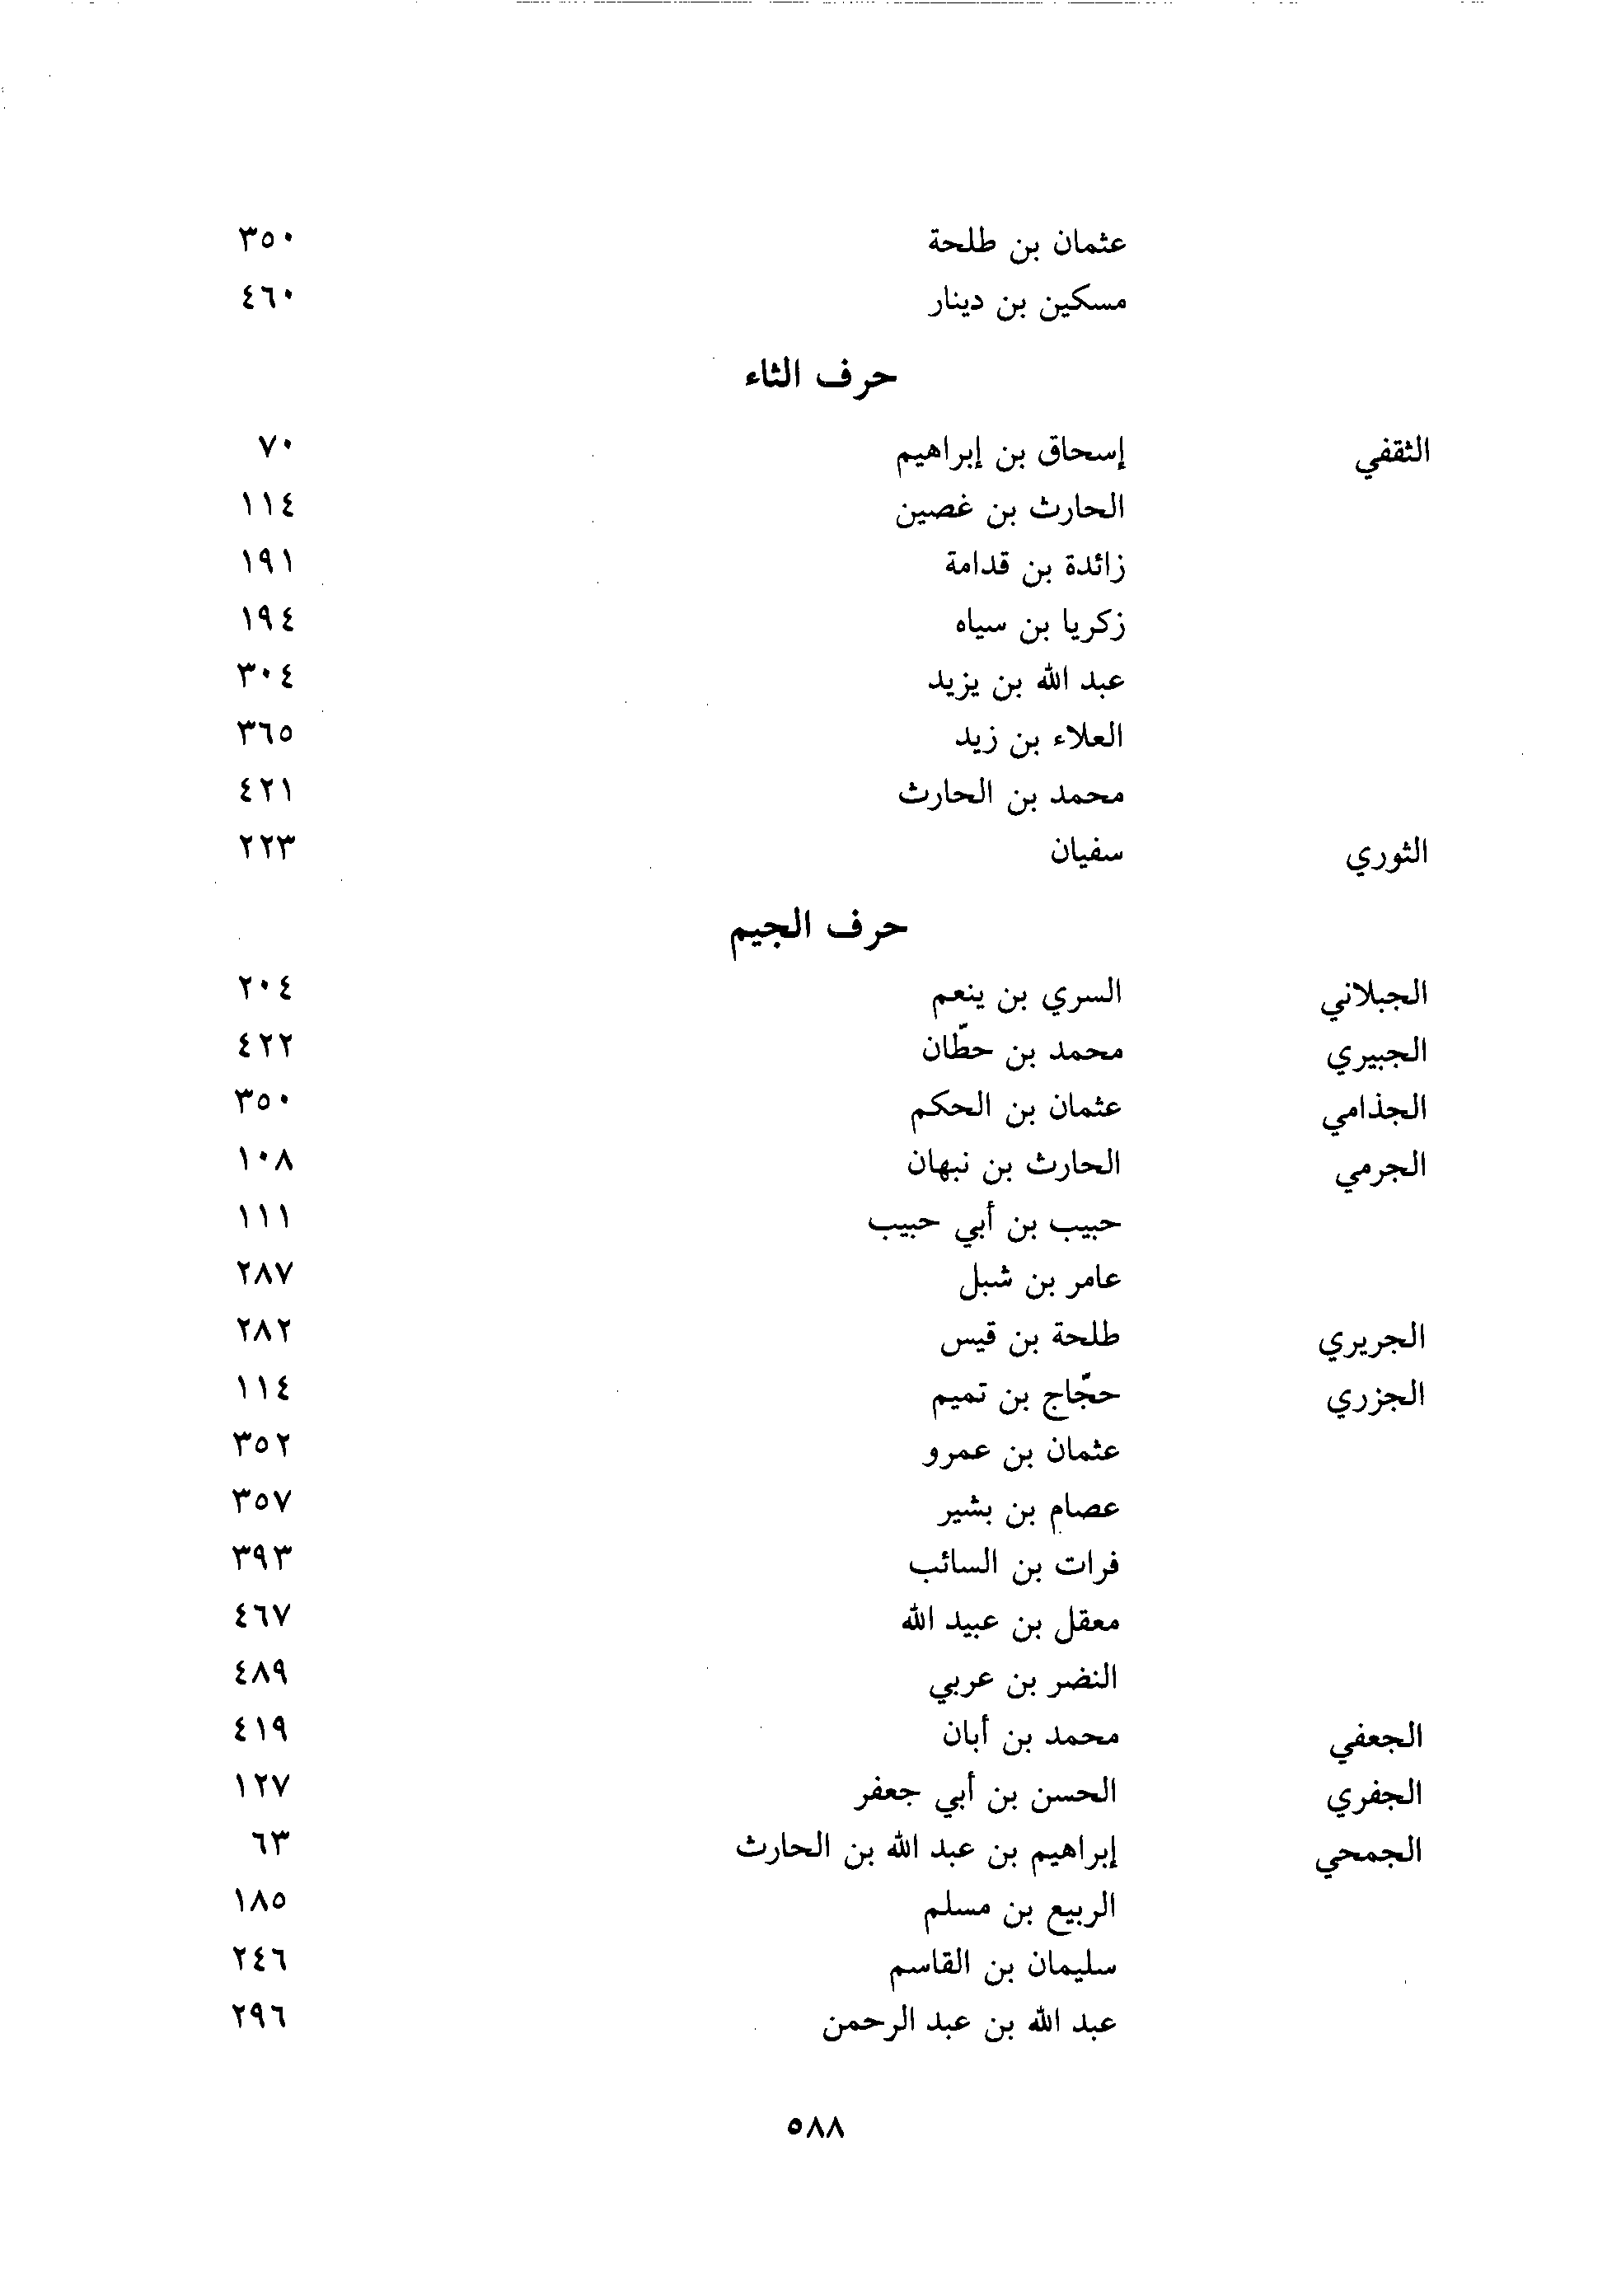 عثمان بن طلحة ٣٥٠
مسكين بن دينار ٤٦٠
حرف الثاء
الثقفي إسحاق بن إبراهيم ٧٠
الحارث بن غصين ١١٤
زائدة بن قدامة ١٩١
زكريا بن سياه ١٩٤
عبد الله بن يزيد ٣٠٤
العلاء بن زيد ٣٦٥
محمد بن الحارث ٤٢١
الثوري سفيان ٢٢٣
حرف الجيم
الجبلاني السري بن ينعم ٢٠٤
الجبيري محمد بن حطّان ٤٢٢
الجذامي عثمان بن الحكم ٣٥٠
الجرمي الحارث بن نبهان ١٠٨
حبيب بن أبي حبيب ١١١
عامر بن شبل ٢٨٧
الجريري طلحة بن قيس ٢٨٢
الجزري حجّاج بن تميم ١١٤
عثمان بن عمرو ٣٥٢
عصام بن بشير ٣٥٧
فرات بن السائب ٣٩٣
معقل بن عبيد الله ٤٦٧
النضر بن عربي ٤٨٩
الجعفي محمد بن أبان ٤١٩
الجفري الحسن بن أبي جعفر ١٢٧
الجمحي إبراهيم بن عبد الله بن الحارث ٦٣
الربيع بن مسلم ١٨٥
سليمان بن القاسم ٢٤٦
عبد الله بن عبد الرحمن ٢٩٦
٥٨٨